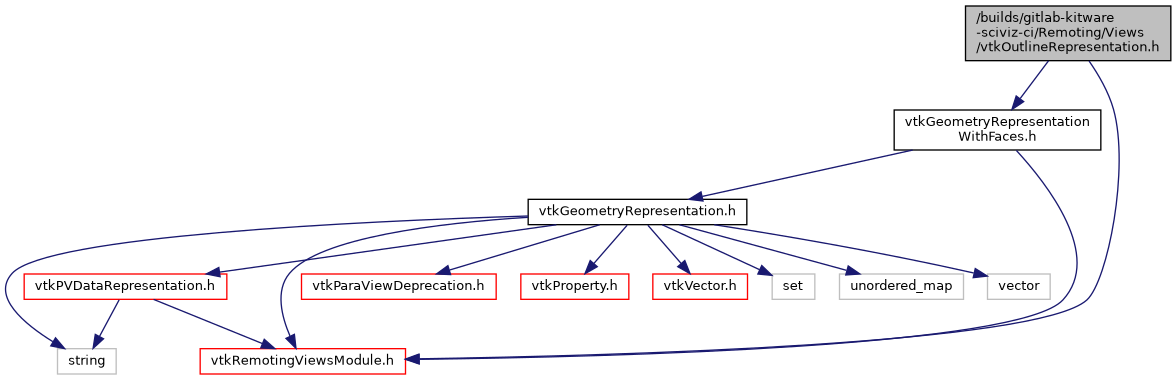 /builds/gitlab-kitware
-sciviz-ci/Remoting/Views
/vtkOutlineRepresentation.h
vtkGeometryRepresentation
WithFaces.h
vtkGeometryRepresentation.h
vtkPVDataRepresentation.h
vtkParaViewDeprecation.h
vtkProperty.h
vtkVector.h
set
unordered_map
vector
string
vtkRemotingViewsModule.h